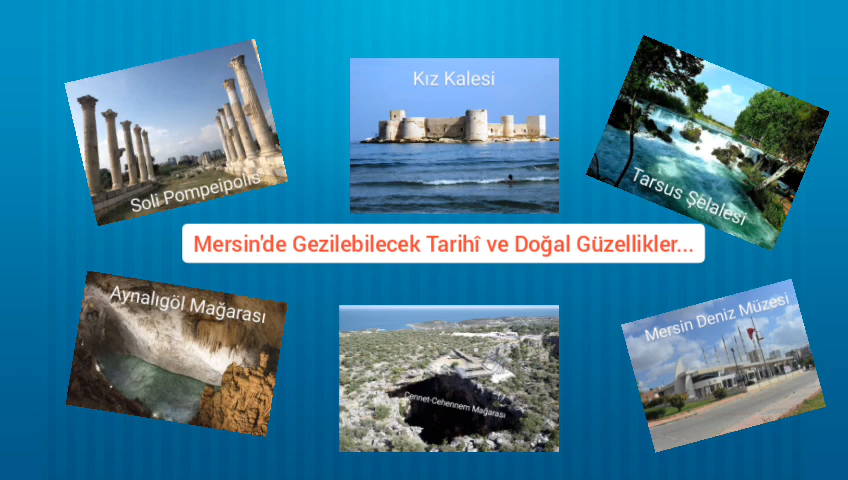 Kız Kalesi
Soli Pompeipolis
Tarsus Şelalesi
Mersin'de Gezilebilecek Tarihî ve Doğal Güzellikler...
Aynalıgöl Mağarası
Cennet-Cehennem Mağarası
Mersin Deniz Müzesi